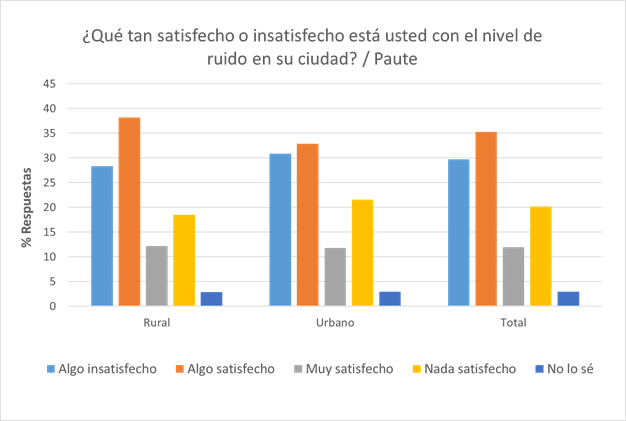 ¿Qué tan satisfecho o insatisfecho está usted con el nivel de
ruido en su ciudad? / Paute
45
40
35
30
25
20
15
10
5
0
% Respuestas
Rural Urbano Total
Algo insatisfecho Algo satisfecho Muy satisfecho Nada satisfecho No lo sé